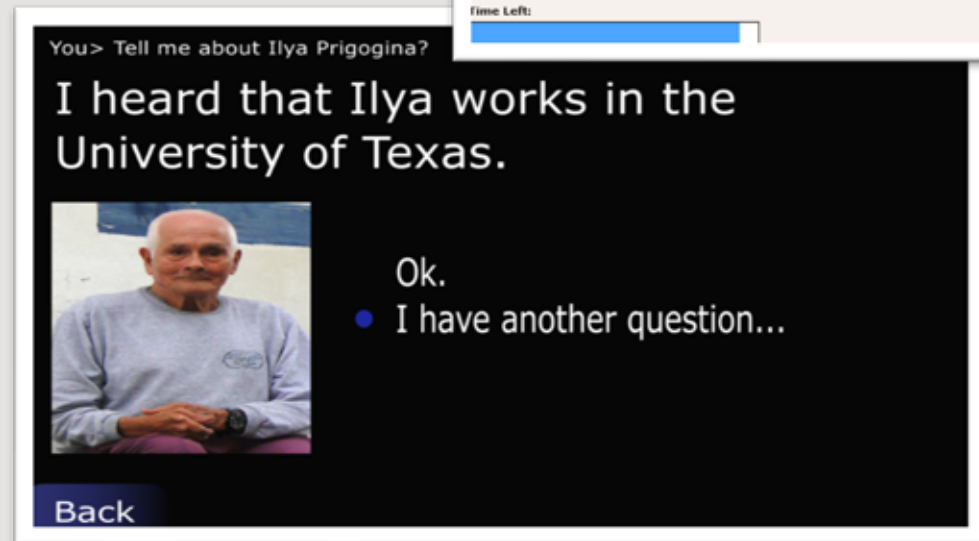 Time Left:
You> Tell me about Ilya Prigogina?
I heard that Ilya works in the
University of Texas.
Ok.
I have another question...
Back